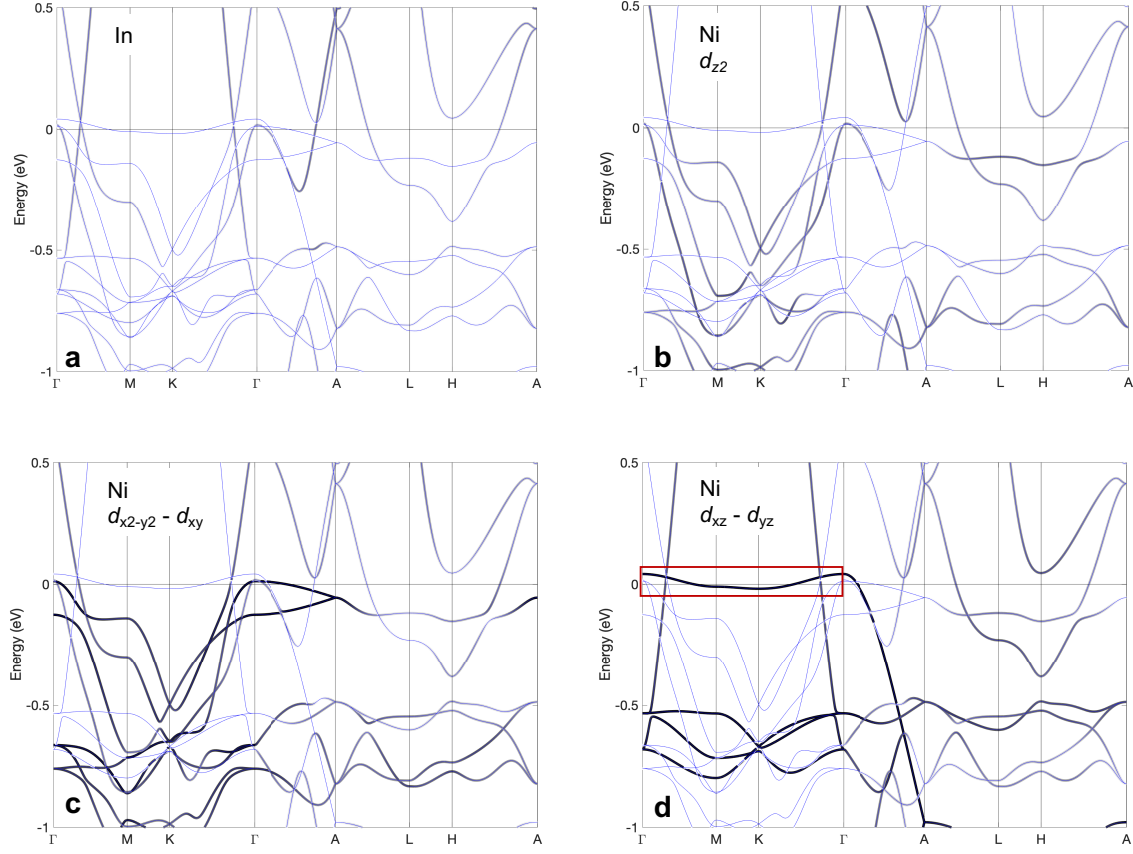 In
Energy (eV)
0.5
0
-0.5
-1
a
Γ M K Γ A L H A
Ni
dz2
Energy (eV)
0.5
0
-0.5
-1
b
Γ M K Γ A L H A
Ni
dx2-y2 - dxy
Energy (eV)
0.5
0
-0.5
-1
c
Γ M K Γ A L H A
Ni
dxz - dyz
Energy (eV)
0.5
0
-0.5
-1
d
Γ M K Γ A L H A